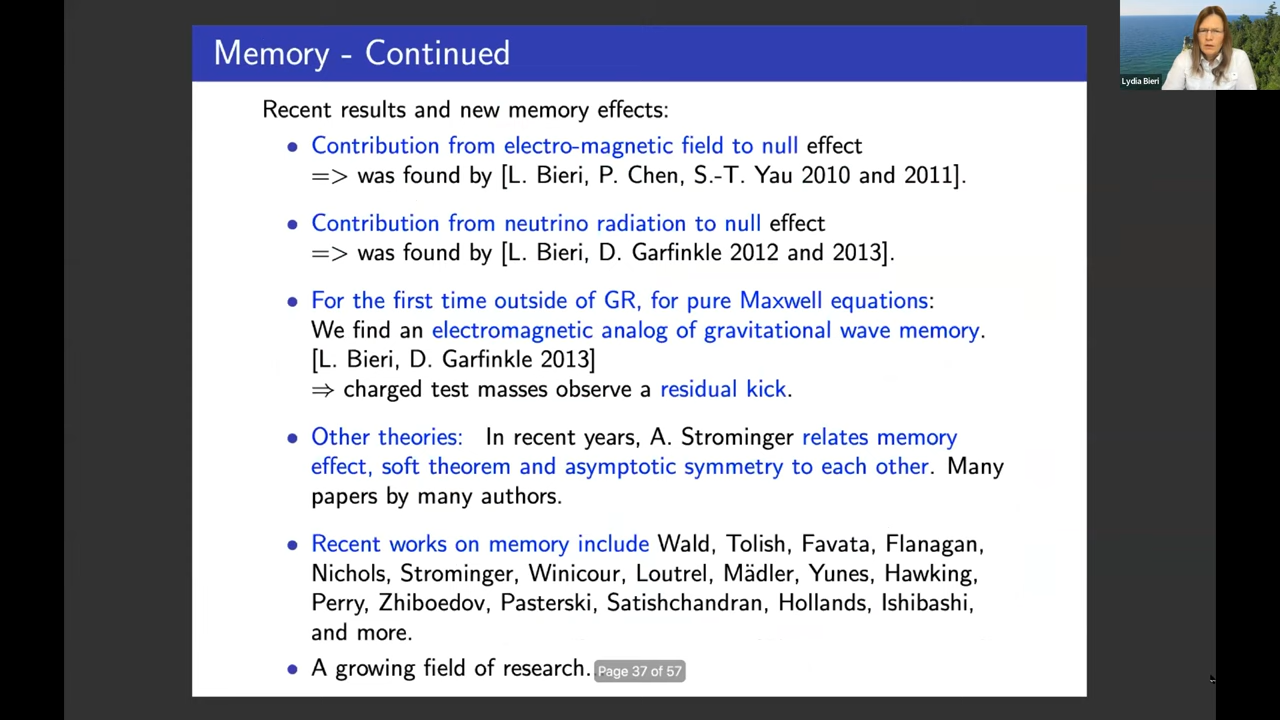 Memory - Continued
Lydia Bieri
Recent results and new memory effects:
• Contribution from electro-magnetic field to null effect
=> was found by [L. Bieri, P. Chen, S.-T. Yau 2010 and 2011].
• Contribution from neutrino radiation to null effect
=> was found by [L. Bieri, D. Garfinkle 2012 and 2013].
• For the first time outside of GR, for pure Maxwell equations:
We find an electromagnetic analog of gravitational wave memory.
[L. Bieri, D. Garfinkle 2013]
⇒ charged test masses observe a residual kick.
• Other theories: In recent years, A. Strominger relates memory
effect, soft theorem and asymptotic symmetry to each other. Many
papers by many authors.
• Recent works on memory include Wald, Tolish, Favata, Flanagan,
Nichols, Strominger, Winicour, Loutrel, Mädler, Yunes, Hawking,
Perry, Zhiboedov, Pasterski, Satishchandran, Hollands, Ishibashi,
and more.
• A growing field of research.
Page 37 of 57